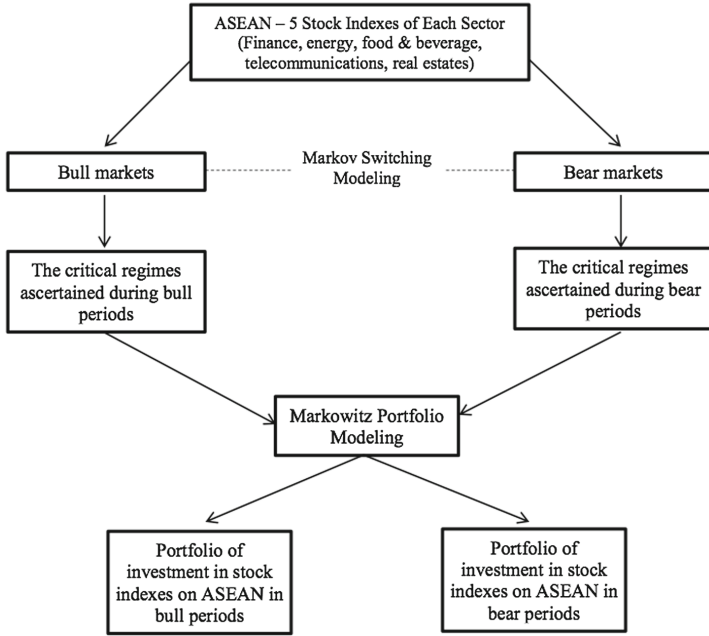 ASEAN – 5 Stock Indexes of Each Sector
(Finance, energy, food & beverage,
telecommunications, real estates)
Bull markets
Markov Switching
Modeling
Bear markets
The critical regimes
ascertained during bull
periods
The critical regimes
ascertained during bear
periods
Markowitz Portfolio
Modeling
Portfolio of
investment in stock
indexes on ASEAN in
bull periods
Portfolio of
investment in stock
indexes on ASEAN in
bear periods